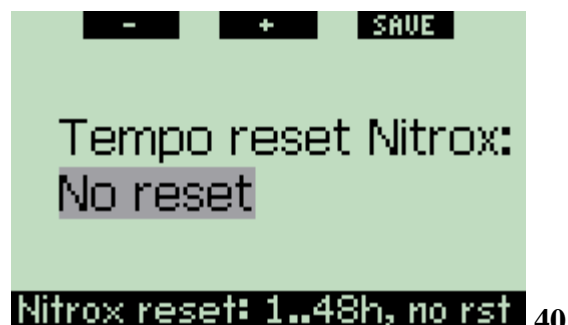 - + SAVE
Tempo reset Nitrox:
No reset
Nitrox reset: 1..48h, no rst 40